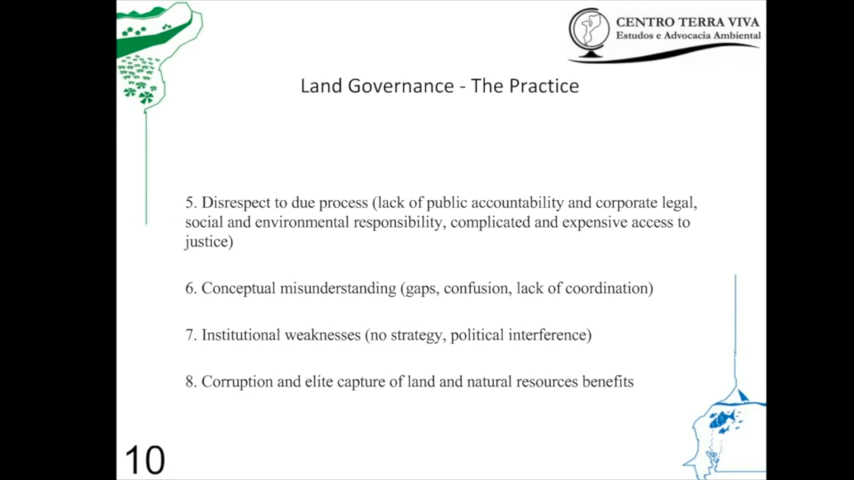 CENTRO TERRA VIVA
Estudos e Advocacia Ambiental
Land Governance - The Practice
5. Disrespect to due process (lack of public accountability and corporate legal,
social and environmental responsibility, complicated and expensive access to
justice)
6. Conceptual misunderstanding (gaps, confusion, lack of coordination)
7. Institutional weaknesses (no strategy, political interference)
8. Corruption and elite capture of land and natural resources benefits
10